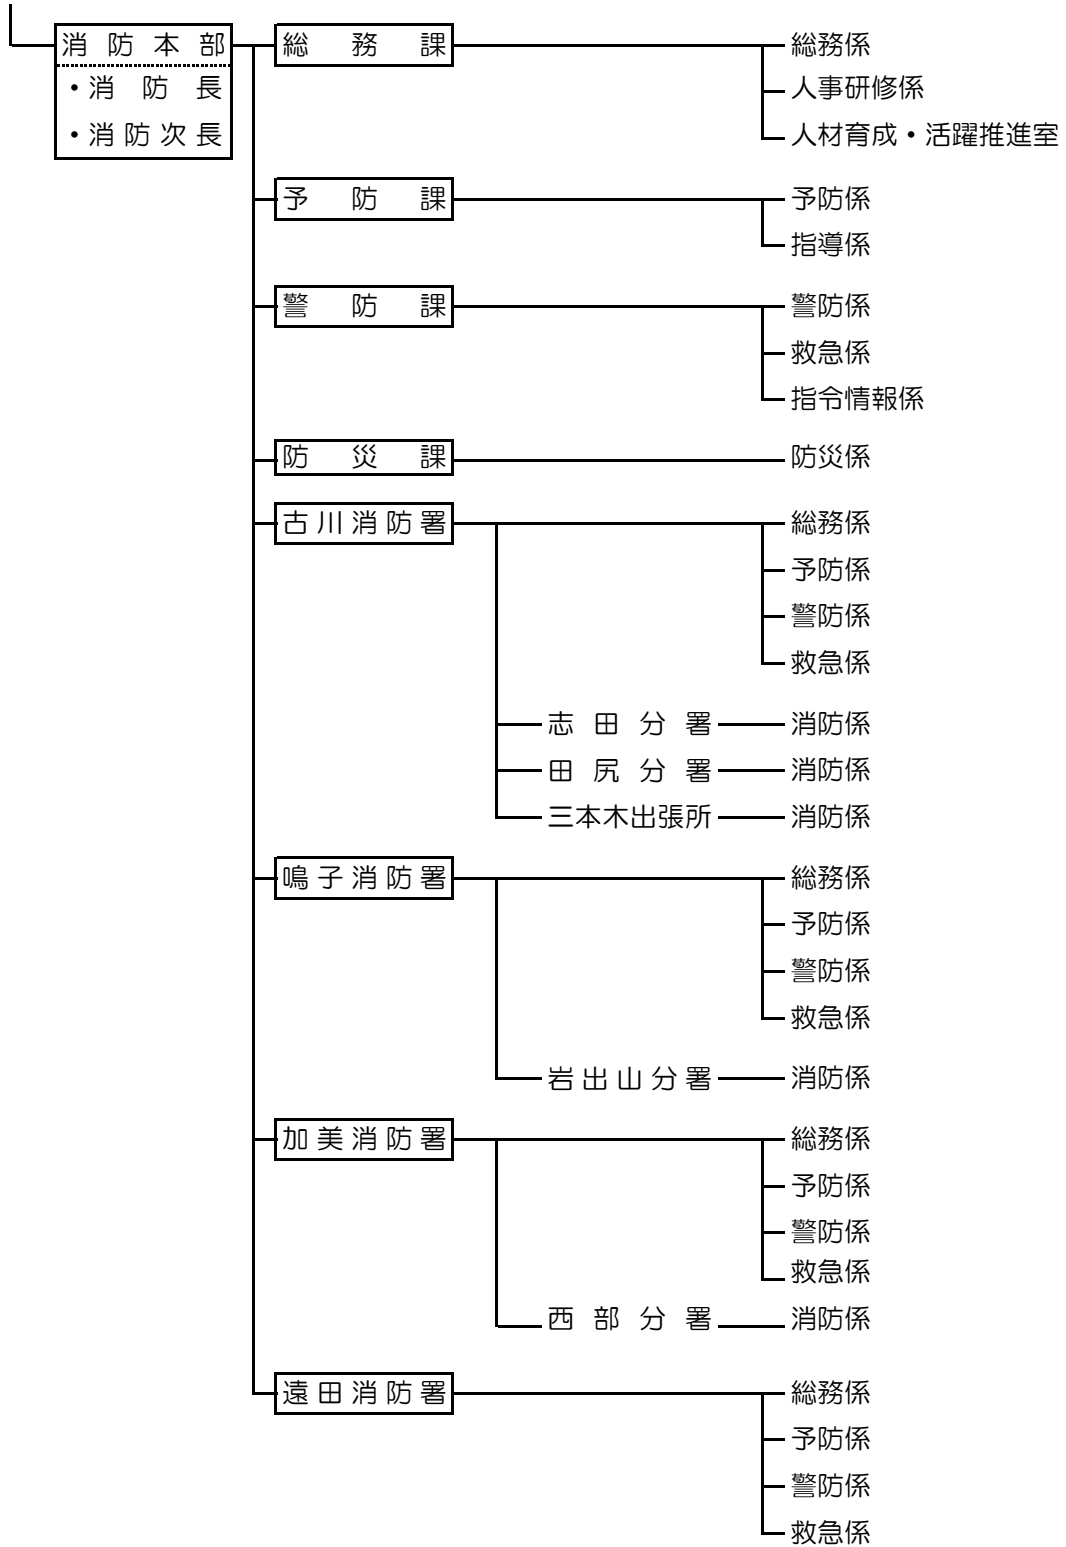 消防本部 総務課 総務係
・消防長 人事研修係
・消防次長 人材育成・活躍推進室
予防課 予防係
指導係
警防課 警防係
救急係
指令情報係
防災課 防災係
古川消防署 総務係
予防係
警防係
救急係
志田分署 消防係
田尻分署 消防係
三本木出張所 消防係
鳴子消防署 総務係
予防係
警防係
救急係
岩出山分署 消防係
加美消防署 総務係
予防係
警防係
救急係
西部分署 消防係
遠田消防署 総務係
予防係
警防係
救急係